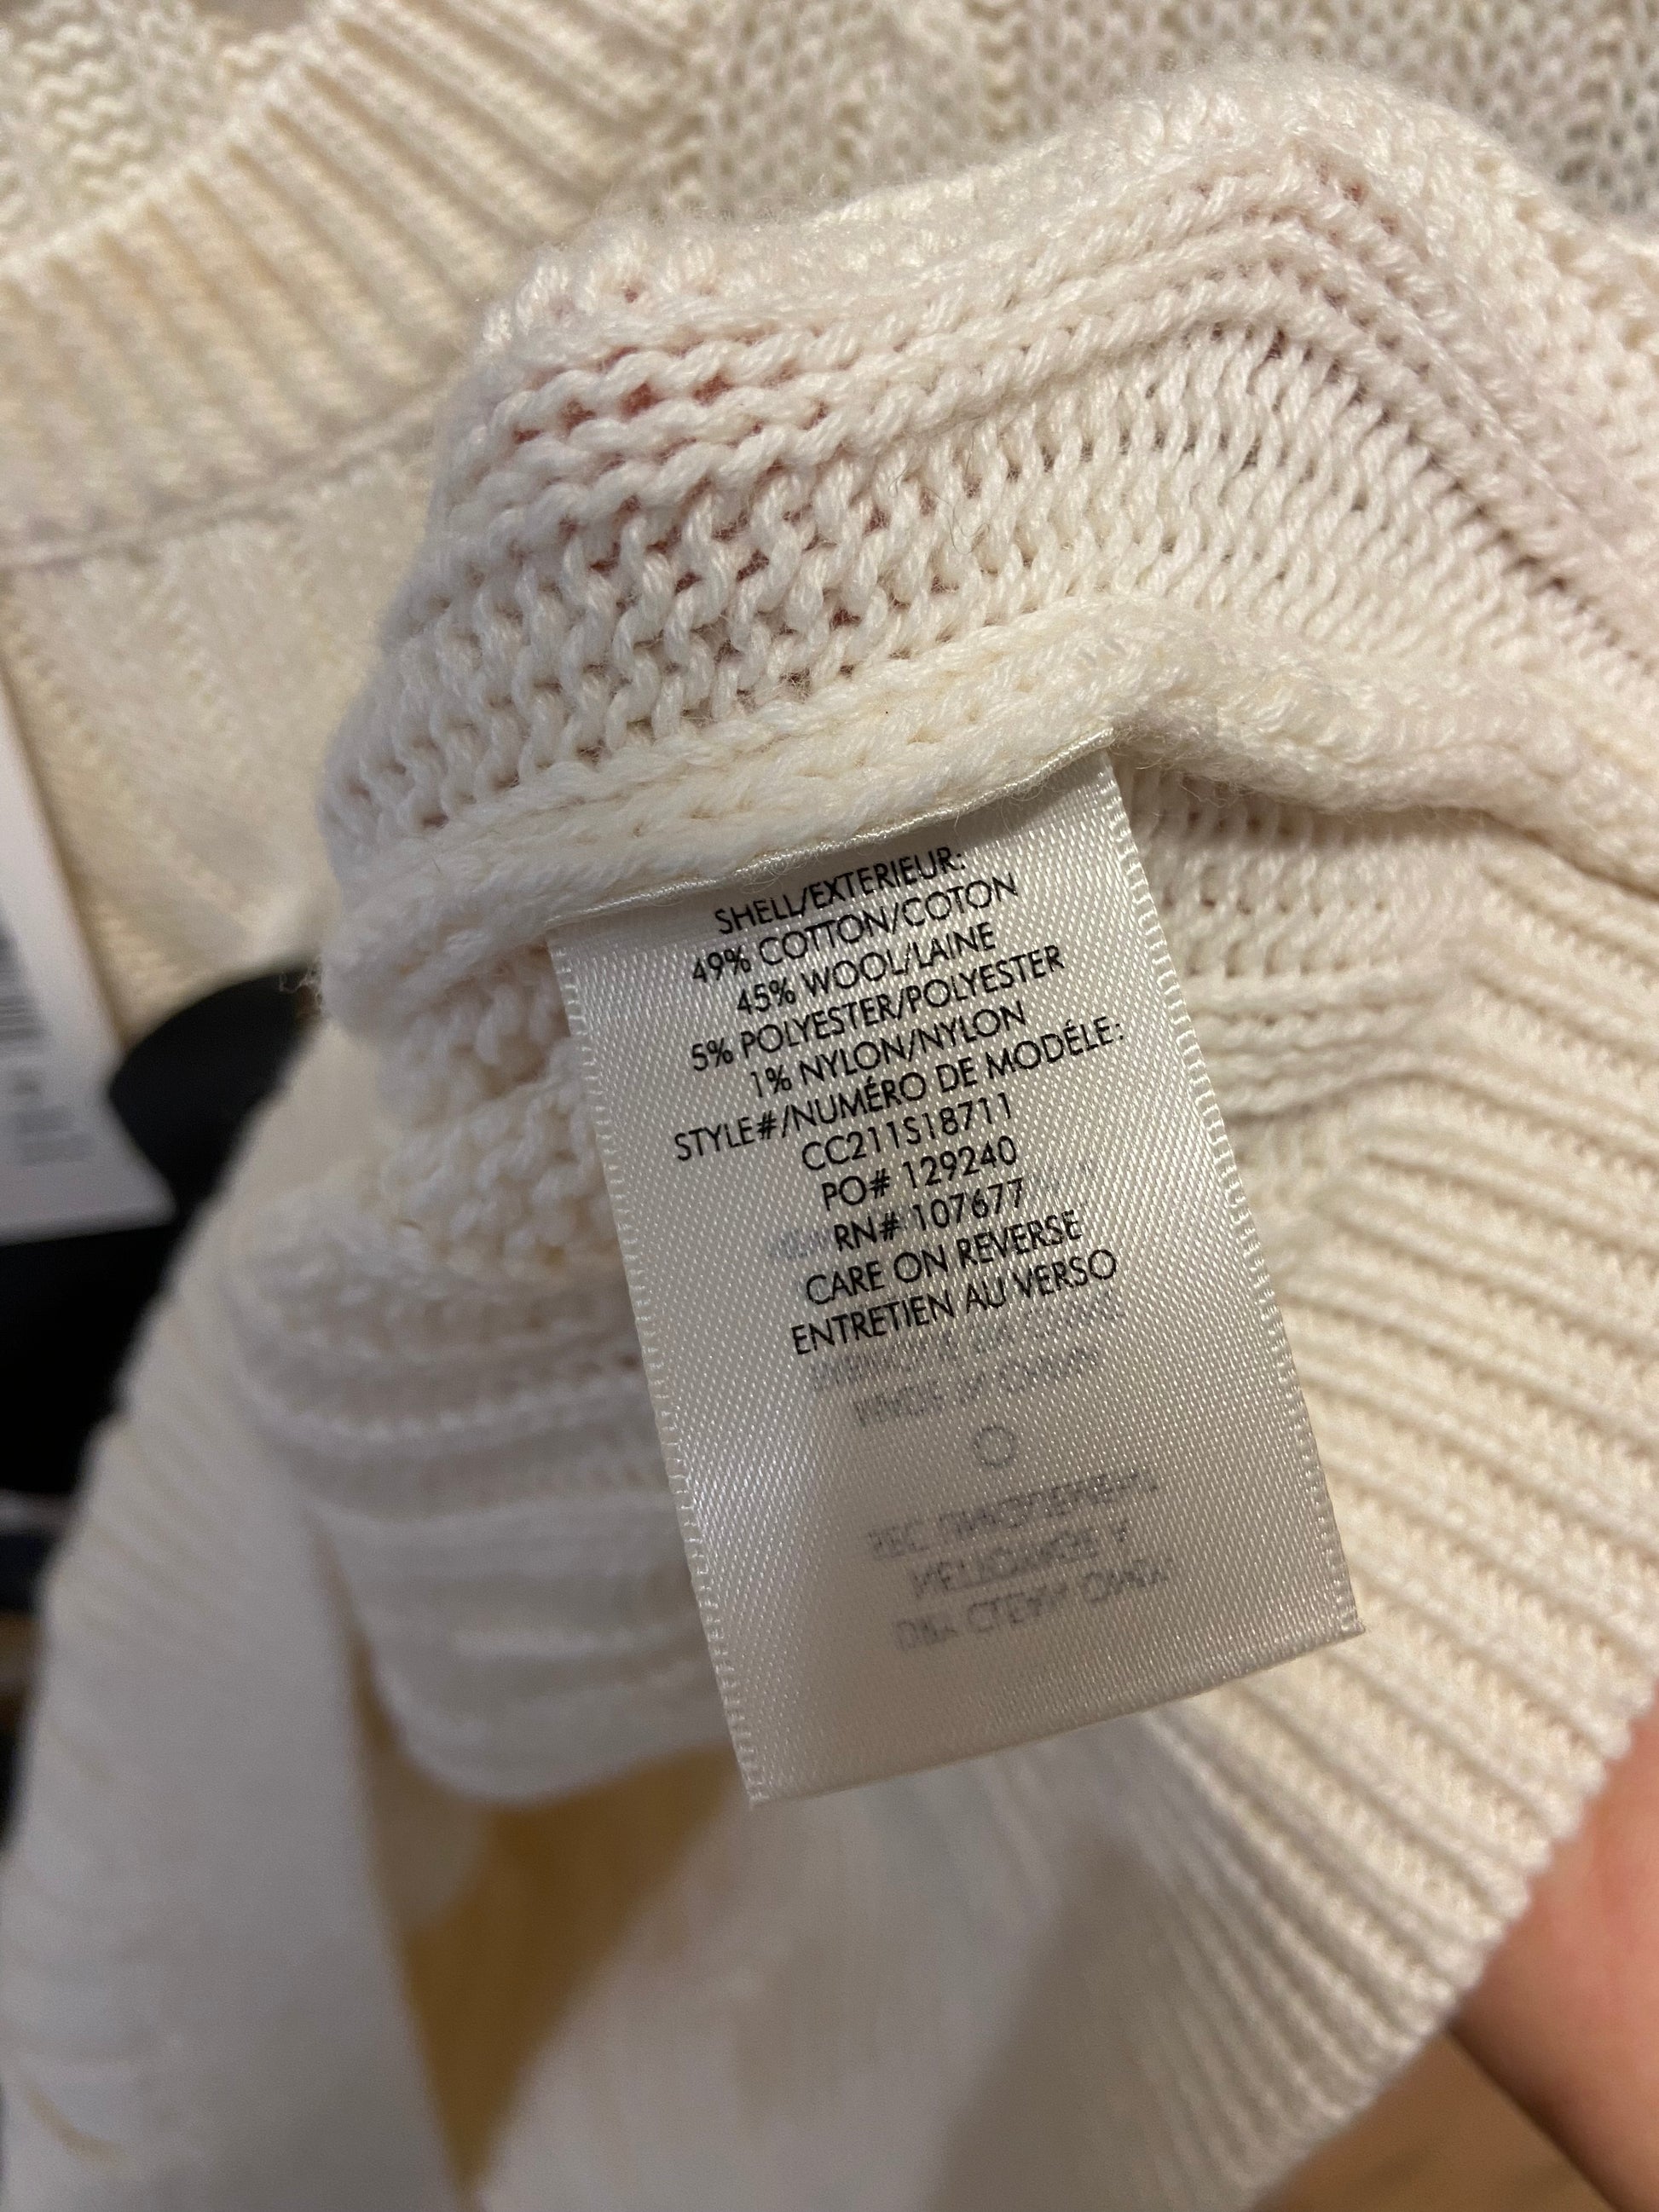 SHELL/EXTERIEUR:
49% COTTON/COTON
45% WOOL/LAINE
5% POLYESTER/POLYESTER
1% NYLON/NYLON
STYLE#/NUMÉRO DE MODÉLE:
CC211S18711
PO# 129240
RN# 107677
CARE ON REVERSE
ENTRETIEN AU VERSO